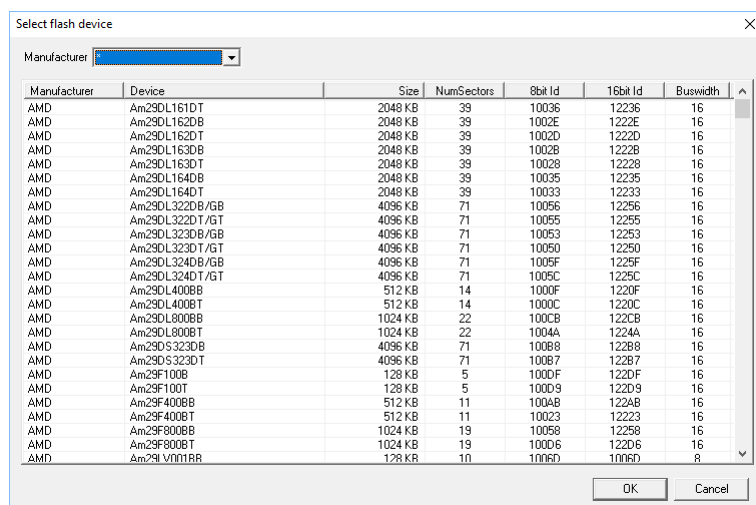 Select flash device
Manufacturer *
Manufacturer Device Size NumSectors 8bit Id 16bit Id Buswidth
AMD Am29DL161DT 2048 KB 39 10036 12236 16
AMD Am29DL162DB 2048 KB 39 1002E 1222E 16
AMD Am29DL162DT 2048 KB 39 1002D 1222D 16
AMD Am29DL163DB 2048 KB 39 1002B 1222B 16
AMD Am29DL163DT 2048 KB 39 10028 12228 16
AMD Am29DL164DB 2048 KB 39 10035 12235 16
AMD Am29DL164DT 2048 KB 39 10033 12233 16
AMD Am29DL322DB/GB 4096 KB 71 10056 12256 16
AMD Am29DL322DT/GT 4096 KB 71 10055 12255 16
AMD Am29DL323DB/GB 4096 KB 71 10053 12253 16
AMD Am29DL323DT/GT 4096 KB 71 10050 12250 16
AMD Am29DL324DB/GB 4096 KB 71 1005F 1225F 16
AMD Am29DL324DT/GT 4096 KB 71 1005C 1225C 16
AMD Am29DL400BB 512 KB 14 1000F 1220F 16
AMD Am29DL400BT 512 KB 14 1000C 1220C 16
AMD Am29DL800BB 1024 KB 22 100CB 122CB 16
AMD Am29DL800BT 1024 KB 22 1004A 1224A 16
AMD Am29DS323DB 4096 KB 71 100B8 122B8 16
AMD Am29DS323DT 4096 KB 71 100B7 122B7 16
AMD Am29F100B 128 KB 5 100DF 122DF 16
AMD Am29F100T 128 KB 5 100D9 122D9 16
AMD Am29F400BB 512 KB 11 100AB 122AB 16
AMD Am29F400BT 512 KB 11 10023 12223 16
AMD Am29F800BB 1024 KB 19 10058 12258 16
AMD Am29F800BT 1024 KB 19 100D6 122D6 16
AMD Am29LV001BB 128 KB 10 1006D 1006D 8
OK Cancel